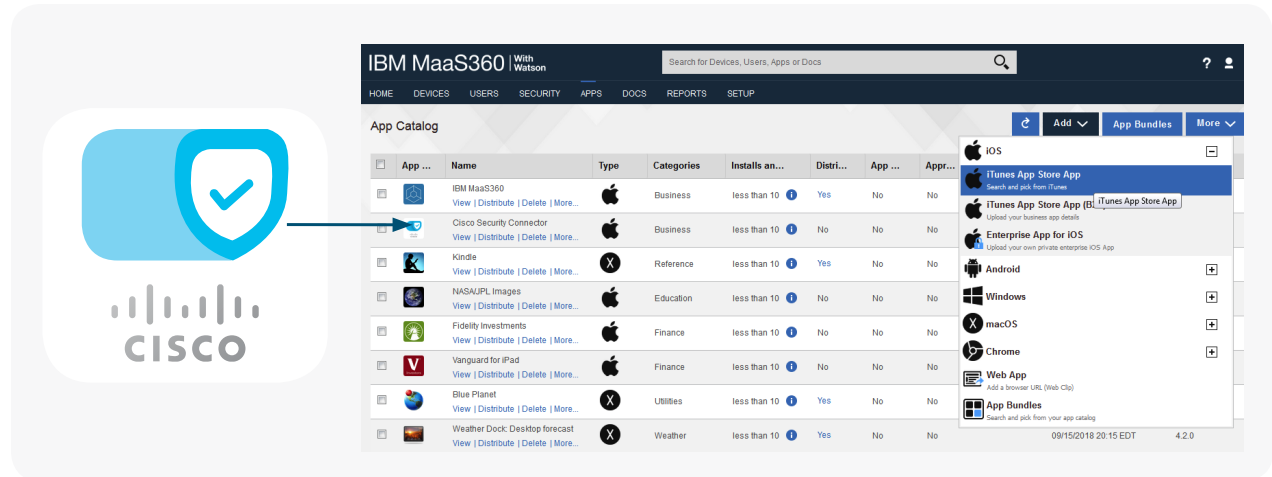 CISCO
IBM MaaS360 | With Watson
Search for Devices, Users, Apps or Docs
?
HOME DEVICES USERS SECURITY APPS DOCS REPORTS SETUP
App Catalog
Add App Bundles More
App ... Name Type Categories Installs an... Distri... App ... Appr...
IBM MaaS360
View | Distribute | Delete | More...
Business less than 10 i Yes No No
Cisco Security Connector
View | Distribute | Delete | More...
Business less than 10 i No No No
Kindle
View | Distribute | Delete | More...
X Reference less than 10 i Yes No No
NASA/JPL Images
View | Distribute | Delete | More...
Education less than 10 i No No No
Fidelity Investments
View | Distribute | Delete | More...
Finance less than 10 i No No No
V
Vanguard for iPad
View | Distribute | Delete | More...
Finance less than 10 i No No No
Blue Planet
View | Distribute | Delete | More...
X Utilities less than 10 i Yes No No
Weather Dock: Desktop forecast
View | Distribute | Delete | More...
X Weather less than 10 i Yes No No 09/15/2018 20:15 EDT 4.2.0
iOS
iTunes App Store App
Search and pick from iTunes
iTunes App Store App (B2
iTunes App Store App
Upload your business app details
Enterprise App for iOS
Upload your own private enterprise iOS App
Android
Windows
X macOS
Chrome
Web App
Add a browser URL (Web Clip)
App Bundles
Search and pick from your app catalog